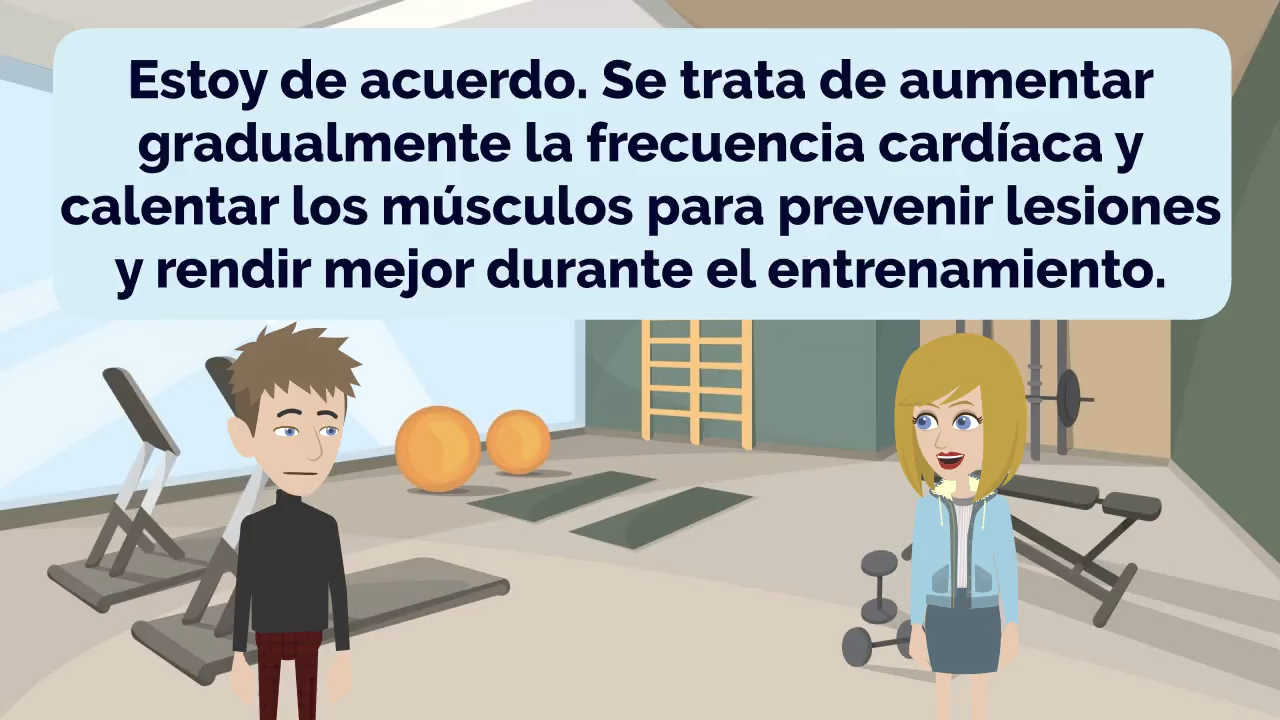 Estoy de acuerdo. Se trata de aumentar
gradualmente la frecuencia cardíaca y
calentar los músculos para prevenir lesiones
y rendir mejor durante el entrenamiento.